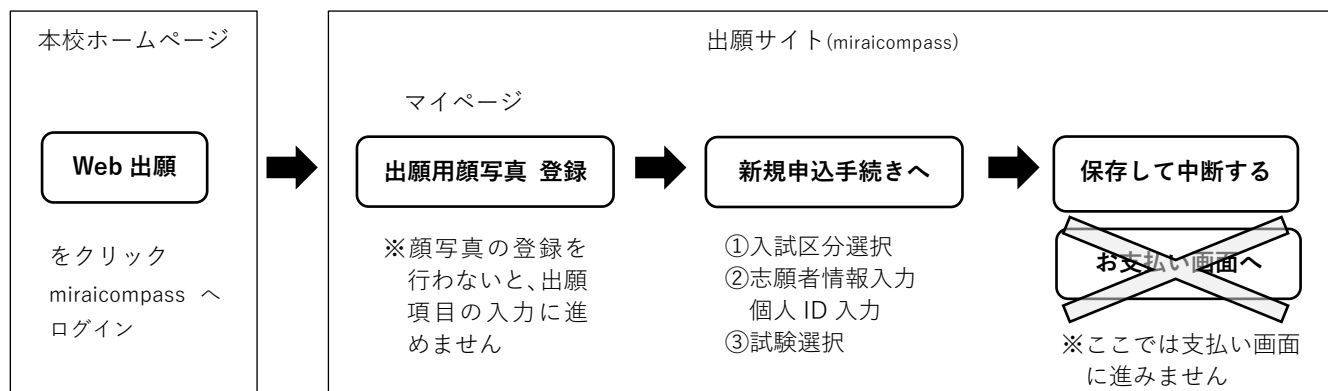 本校ホームページ
Web 出願
をクリック
miraicompass へ
ログイン
出願サイト(miraicompass)
マイページ
出願用顔写真 登録
※顔写真の登録を
行わないと、出願
項目の入力に進
めません
新規申込手続きへ
①入試区分選択
②志願者情報入力
個人 ID 入力
③試験選択
保存して中断する
お支払い画面へ
※ここでは支払い画面
に進みません